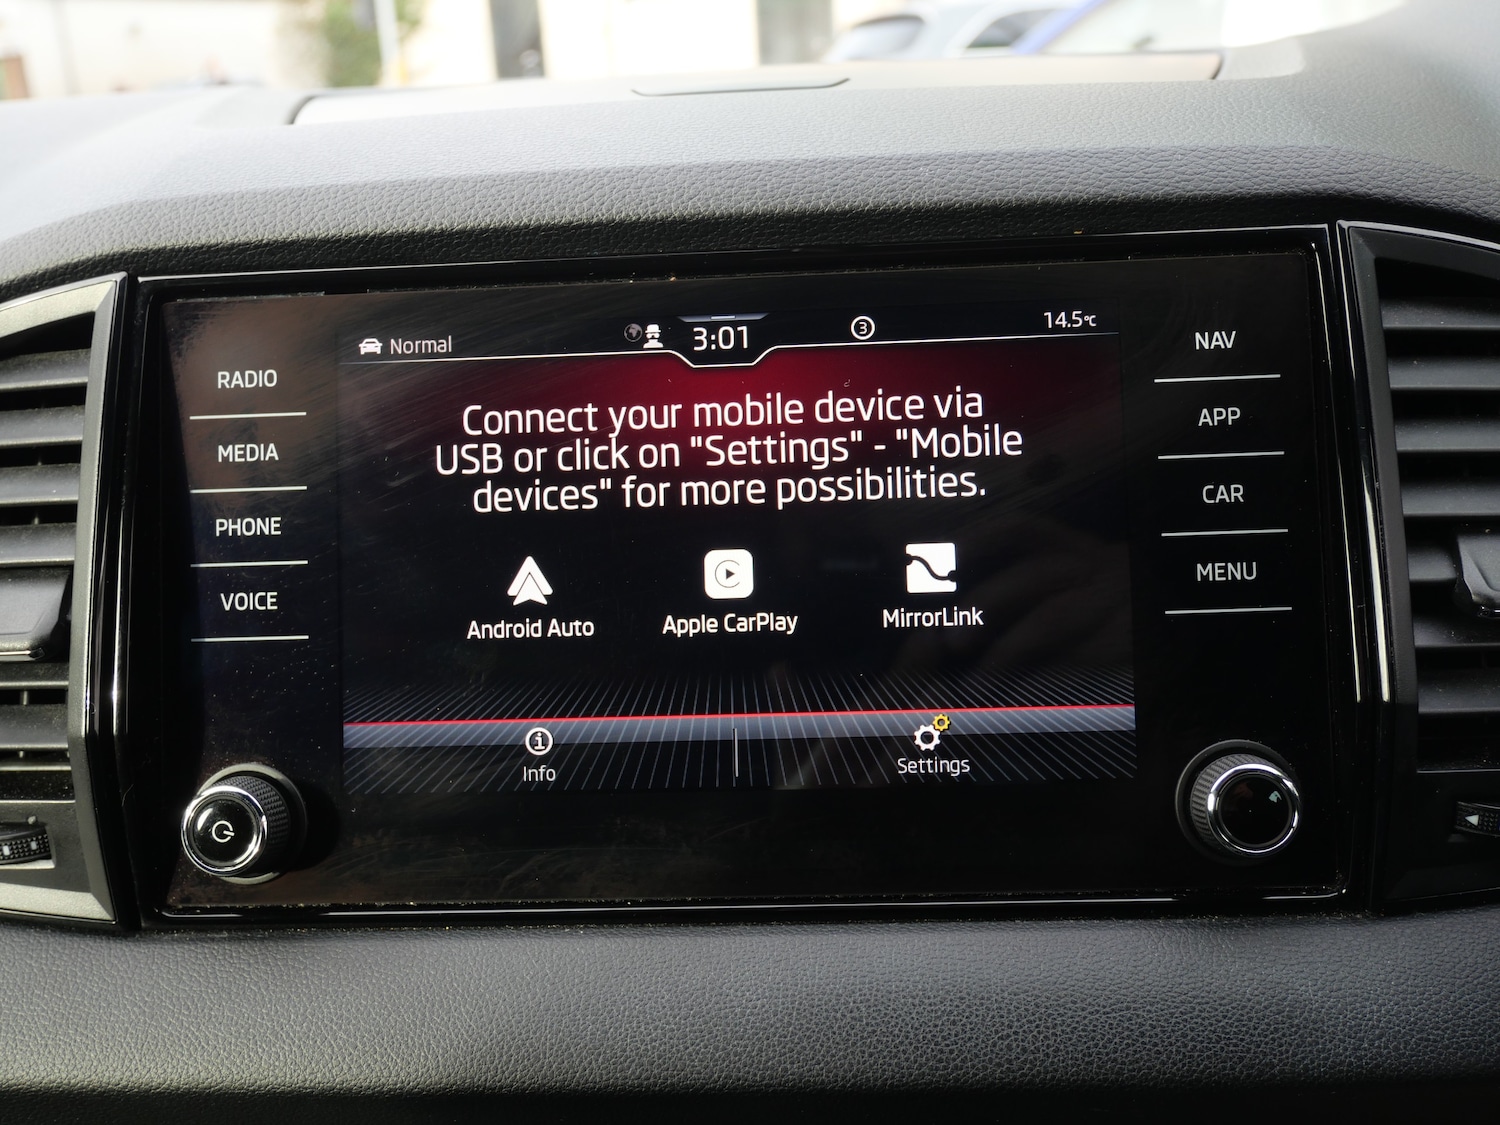 Normal
3:01
3
14.5°C
RADIO
MEDIA
PHONE
VOICE
Connect your mobile device via
USB or click on "Settings" - "Mobile
devices" for more possibilities.
Android Auto
Apple CarPlay
MirrorLink
Info
Settings
NAV
APP
CAR
MENU